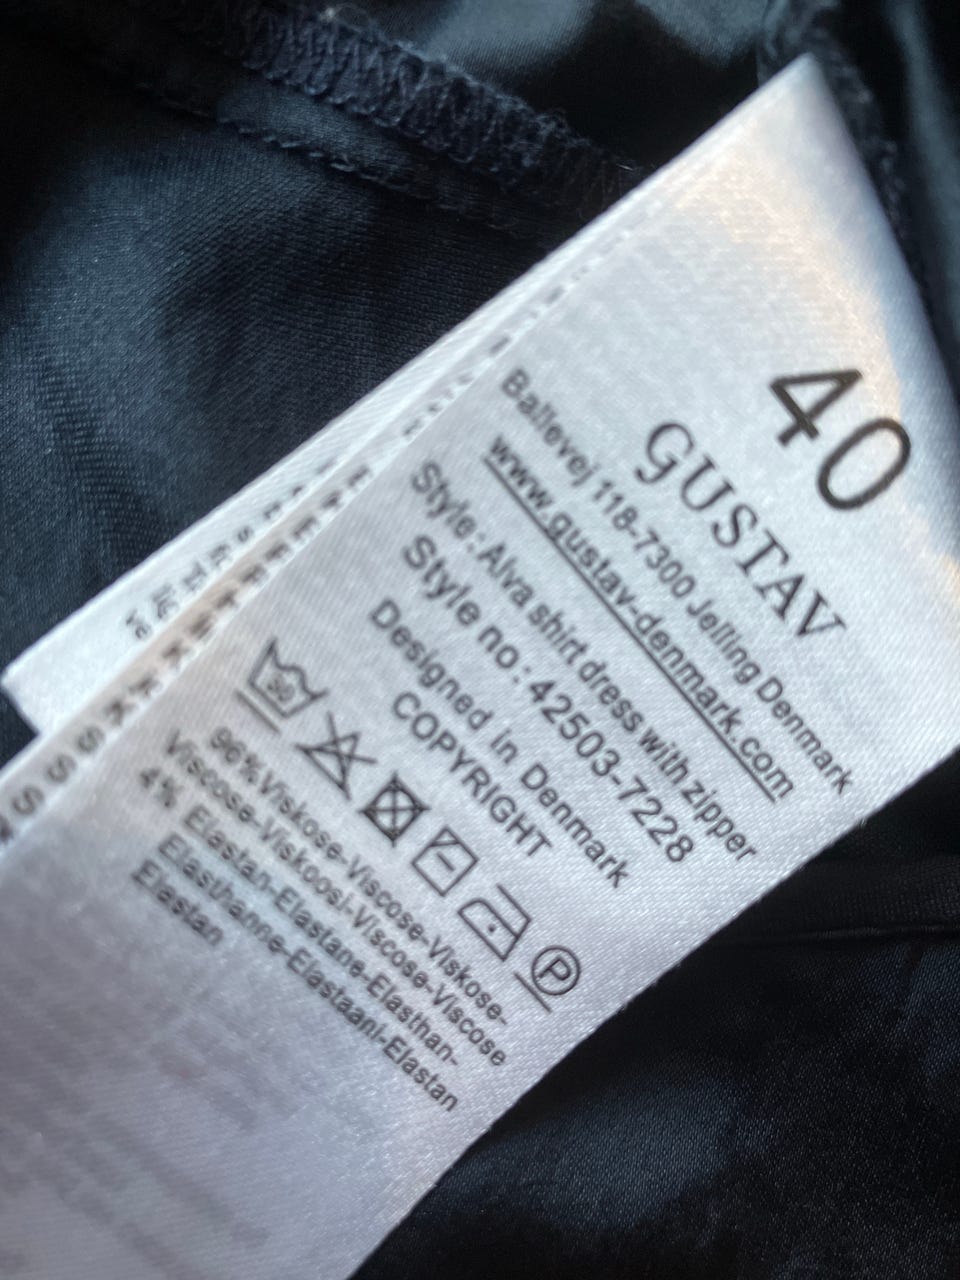 40
GUSTAV
Ballevej 118-7300 Jelling Denmark
www.gustav-denmark.com
Style: Alva shirt dress with zipper
Style no: 42503-7228
Designed in Denmark
COPYRIGHT
30
P
96% Viskose-Viscose-Viskose-
Viscose-Viskoosi-Viscose-Viscose
4% Elastan-Elastane-Elasthan-
Elasthanne-Elastaani-Elastan
Elastan